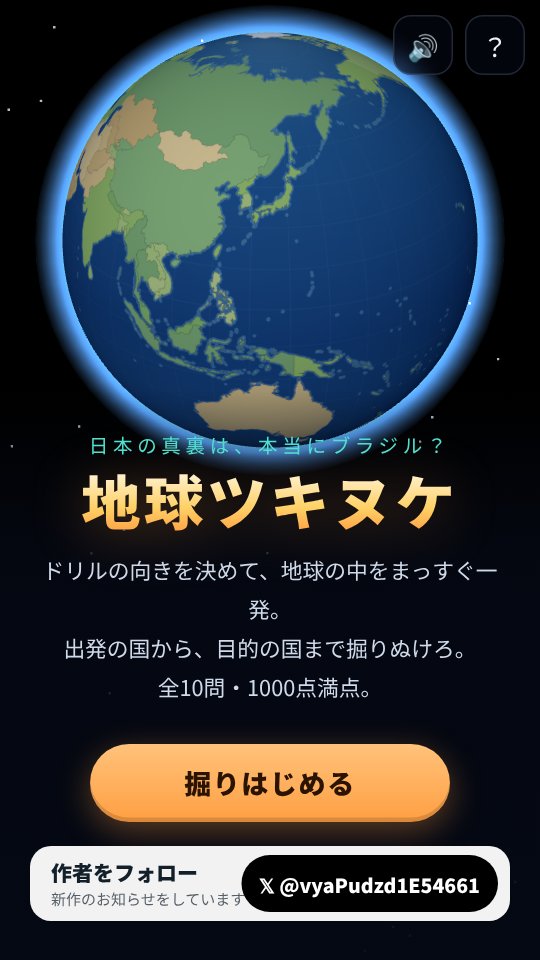 ?
日本の真裏は、本当にブラジル？
地球ツキヌケ
ドリルの向きを決めて、地球の中をまっすぐ一
発。
出発の国から、目的の国まで掘りぬけろ。
全10問・1000点満点。
掘りはじめる
作者をフォロー
新作のお知らせをしています
𝕏 @vyaPudzd1E54661